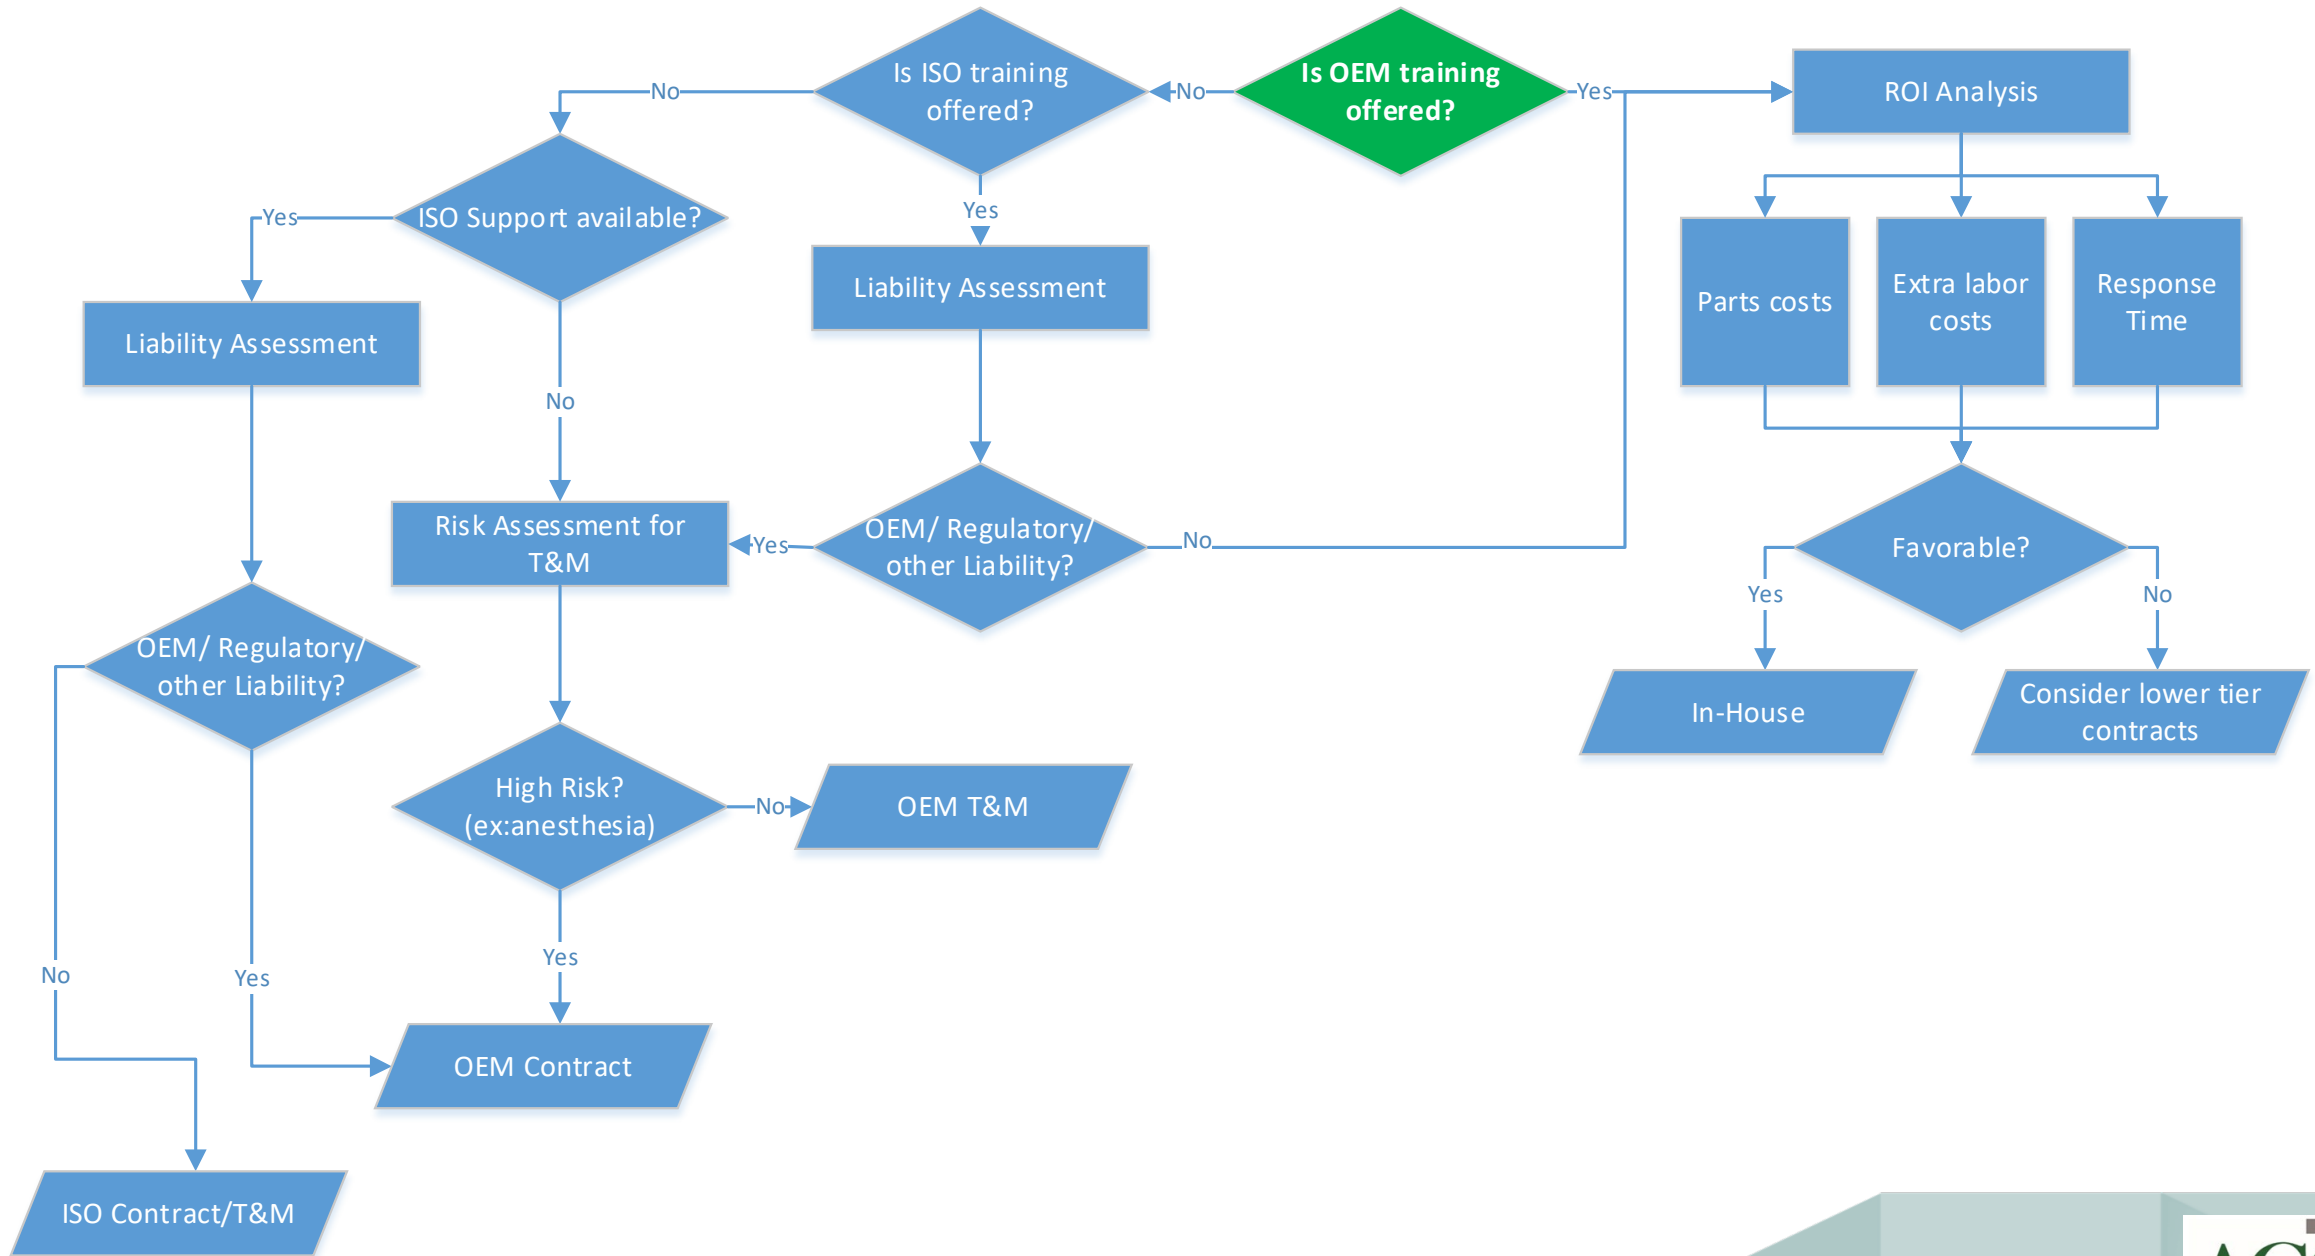 Is ISO training
offered?
No
Is OEM training
offered?
Yes
ROI Analysis
No
ISO Support available?
Yes
Yes
Liability Assessment
Parts costs
Extra labor
costs
Response
Time
Liability Assessment
No
Risk Assessment for
T&M
Yes
OEM/ Regulatory/
other Liability?
No
Favorable?
Yes
No
OEM/ Regulatory/
other Liability?
In-House
Consider lower tier
contracts
High Risk?
(ex:anesthesia)
No
OEM T&M
No
Yes
Yes
OEM Contract
ISO Contract/T&M